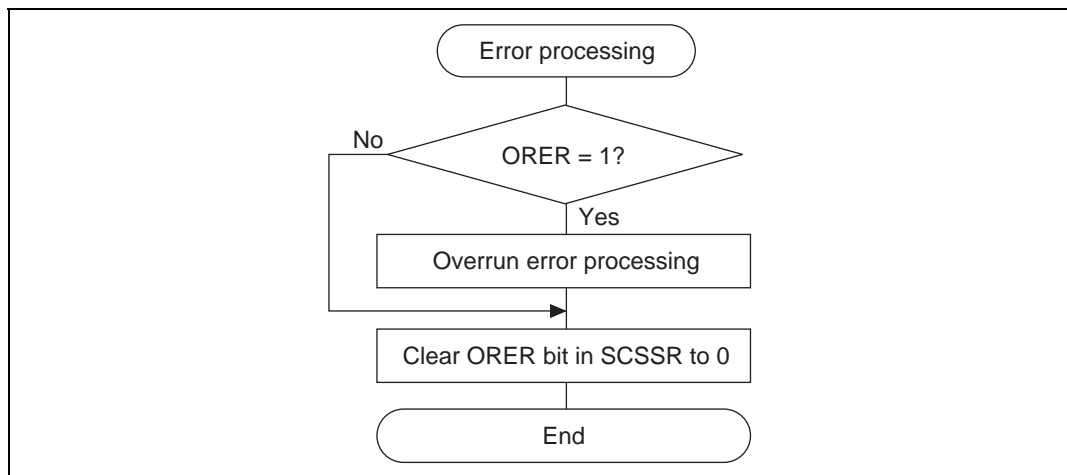 Error processing
No
ORER = 1?
Yes
Overrun error processing
Clear ORER bit in SCSSR to 0
End